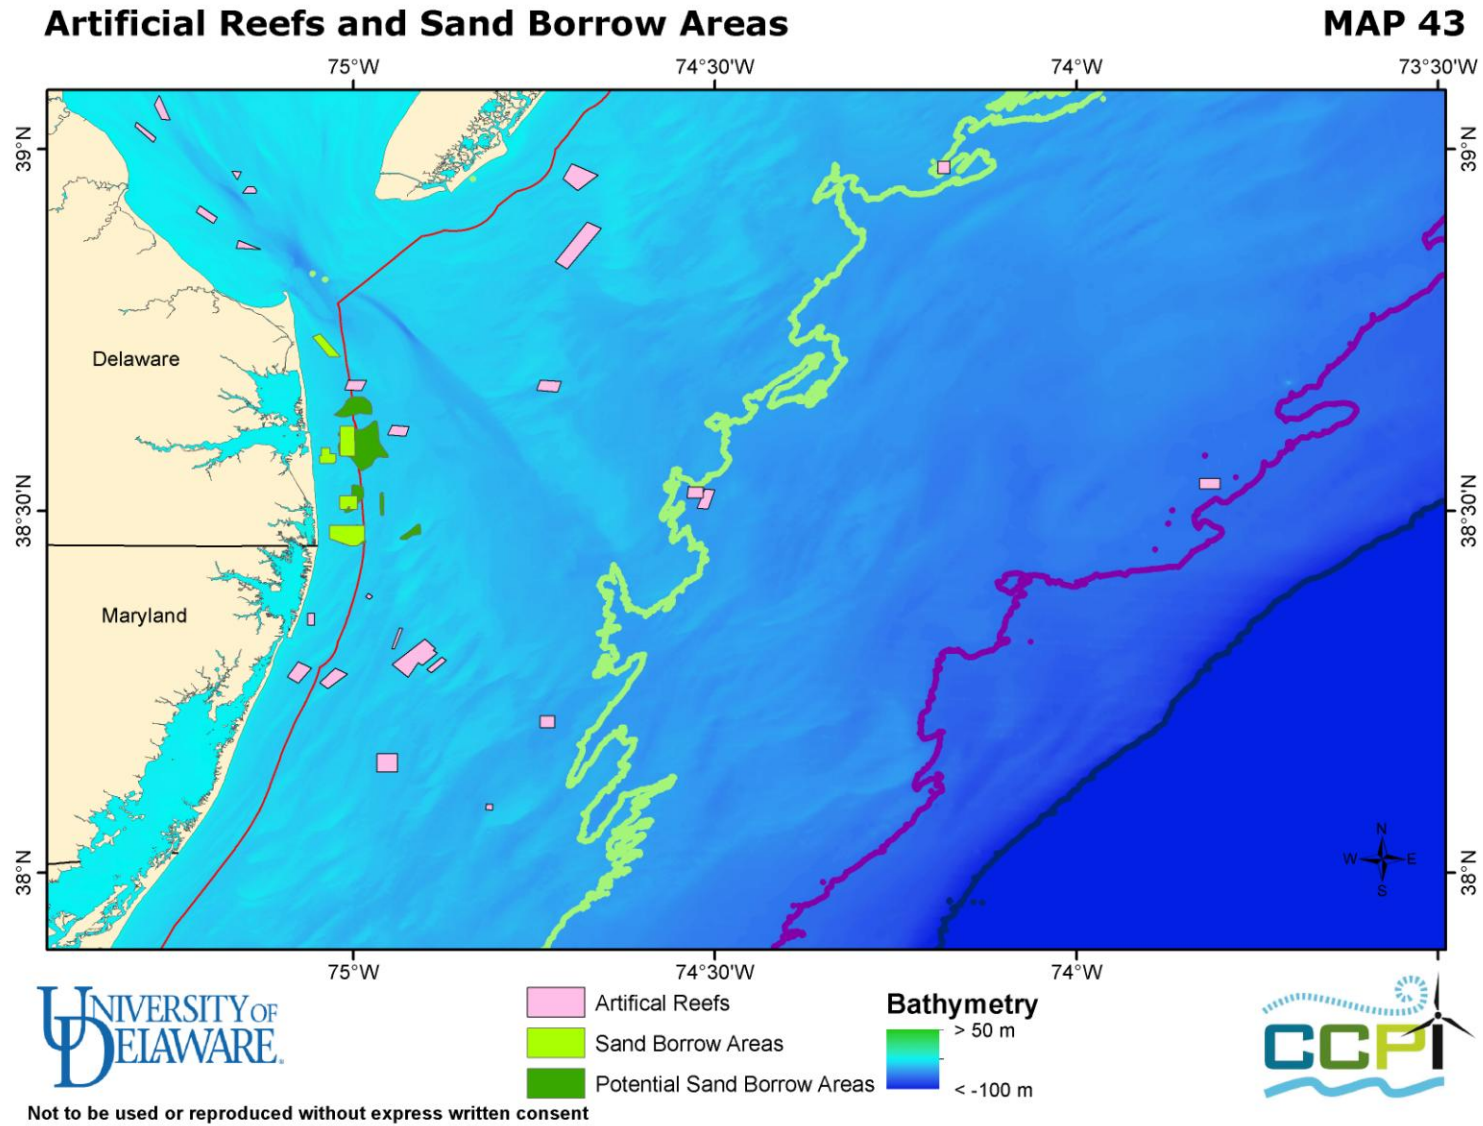 Artificial Reefs and Sand Borrow Areas
MAP 43
75°W
74°30'W
74°W
73°30'W
39°N
39°N
Delaware
38°30'N
38°30'N
Maryland
38°N
38°N
N
W
E
S
75°W
74°30'W
74°W
UNIVERSITY OF
DELAWARE
Artifical Reefs
Sand Borrow Areas
Potential Sand Borrow Areas
Bathymetry
> 50 m
< -100 m
CCPI
Not to be used or reproduced without express written consent